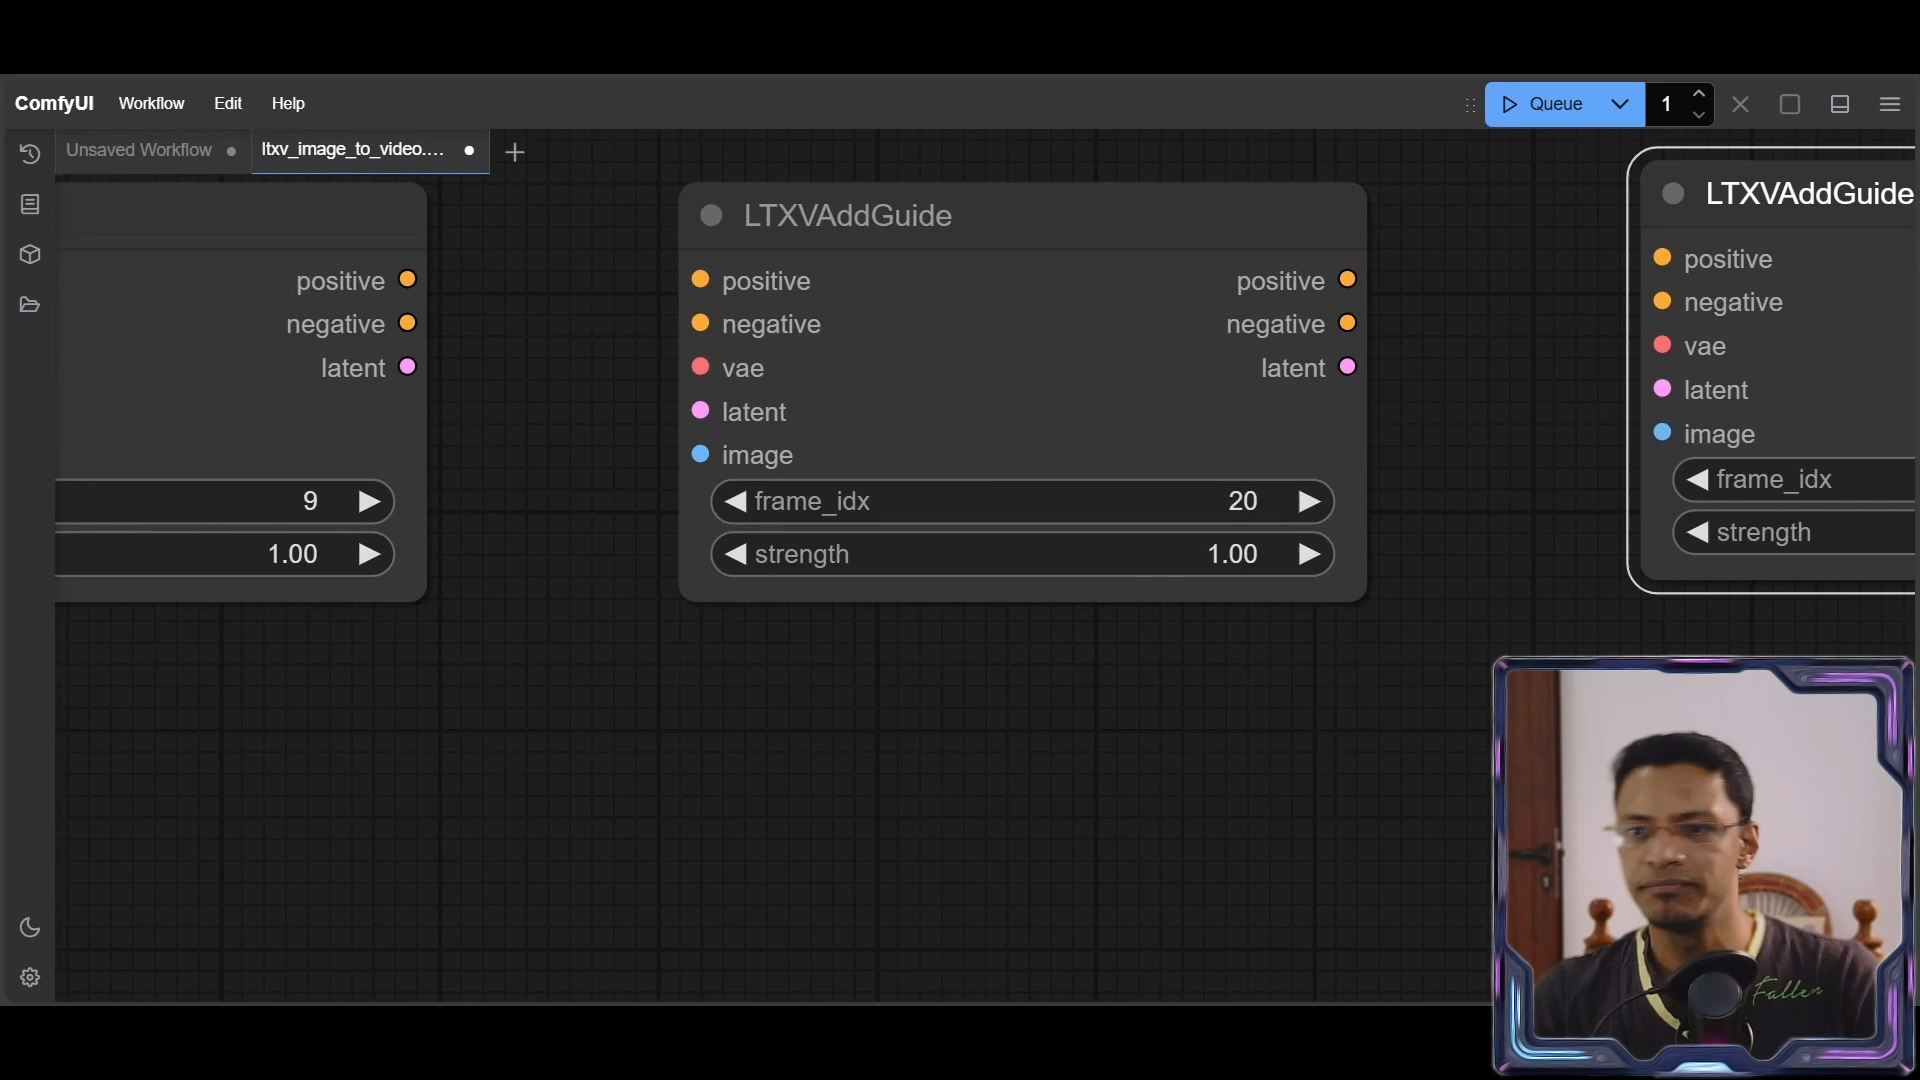 ComfyUI Workflow Edit Help
Queue 1
Unsaved Workflow
ltxv_image_to_video....
positive
negative
latent
9
1.00
LTXVAddGuide
positive positive
negative negative
vae latent
latent
image
frame_idx 20
strength 1.00
LTXVAddGuide
positive
negative
vae
latent
image
frame_idx
strength
Fallen